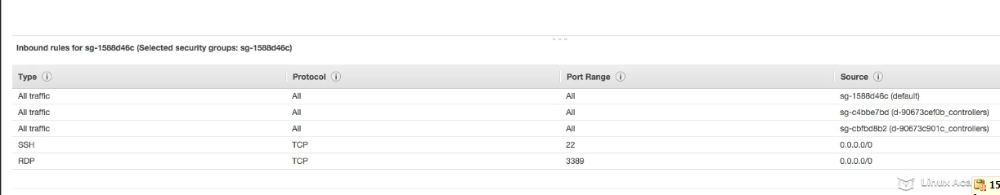 Inbound rules for sg-1588d46c (Selected security groups: sg-1588d46c)
Type Protocol Port Range Source
All traffic All All sg-1588d46c (default)
All traffic All All sg-c4bbe7bd (d-90673cef0b_controllers)
All traffic All All sg-cbfbd8b2 (d-90673c901c_controllers)
SSH TCP 22 0.0.0.0/0
RDP TCP 3389 0.0.0.0/0
Linux Aca
15